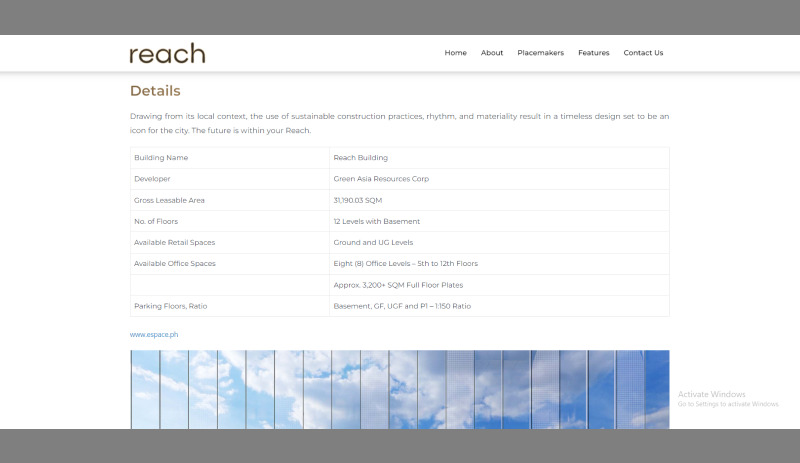 reach
Home About Placemakers Features Contact Us
Details
Drawing from its local context, the use of sustainable construction practices, rhythm, and materiality result in a timeless design set to be an
icon for the city. The future is within your Reach.
Building Name Reach Building
Developer Green Asia Resources Corp
Gross Leasable Area 31,190.03 SQM
No. of Floors 12 Levels with Basement
Available Retail Spaces Ground and UG Levels
Available Office Spaces Eight (8) Office Levels – 5th to 12th Floors
Approx. 3,200+ SQM Full Floor Plates
Parking Floors, Ratio Basement, GF, UGF and P1 – 1:150 Ratio
www.espace.ph
Activate Windows
Go to Settings to activate Windows.